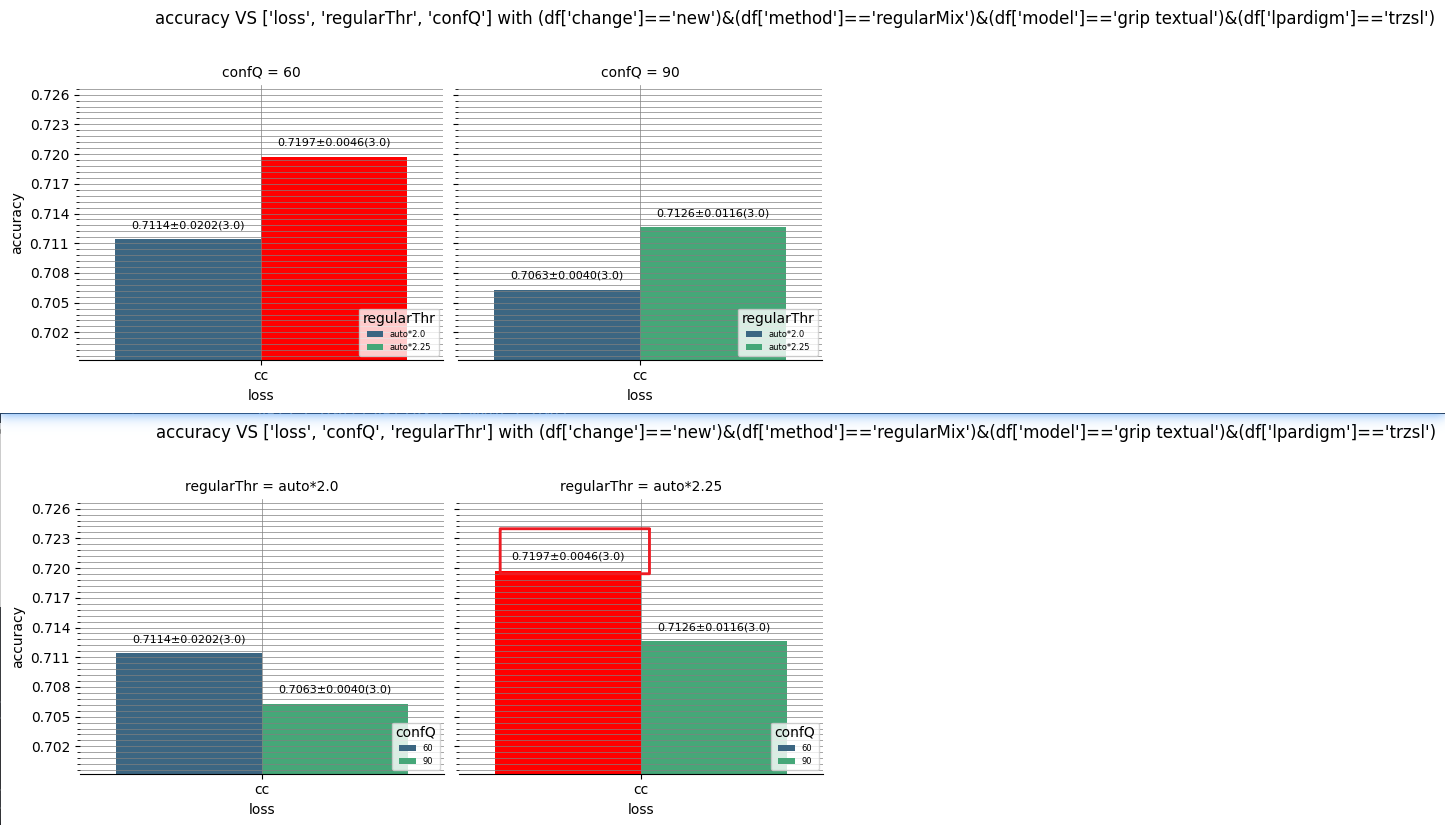 accuracy VS ['loss', 'regularThr', 'confQ'] with (df['change']=='new')&(df['method']=='regularMix')&(df['model']=='grip textual')&(df['lpardigm']=='trzsl')
confQ = 60
confQ = 90
0.726
0.723
0.720
0.717
0.714
0.711
0.708
0.705
0.702
accuracy
0.7114±0.0202(3.0)
0.7197±0.0046(3.0)
regularThr
auto*2.0
auto*2.25
cc
loss
0.7063±0.0040(3.0)
0.7126±0.0116(3.0)
regularThr
auto*2.0
auto*2.25
cc
loss
accuracy VS ['loss', 'confQ', 'regularThr'] with (df['change']=='new')&(df['method']=='regularMix')&(df['model']=='grip textual')&(df['lpardigm']=='trzsl')
regularThr = auto*2.0
regularThr = auto*2.25
0.726
0.723
0.720
0.717
0.714
0.711
0.708
0.705
0.702
accuracy
0.7114±0.0202(3.0)
0.7063±0.0040(3.0)
confQ
60
90
cc
loss
0.7197±0.0046(3.0)
0.7126±0.0116(3.0)
confQ
60
90
cc
loss